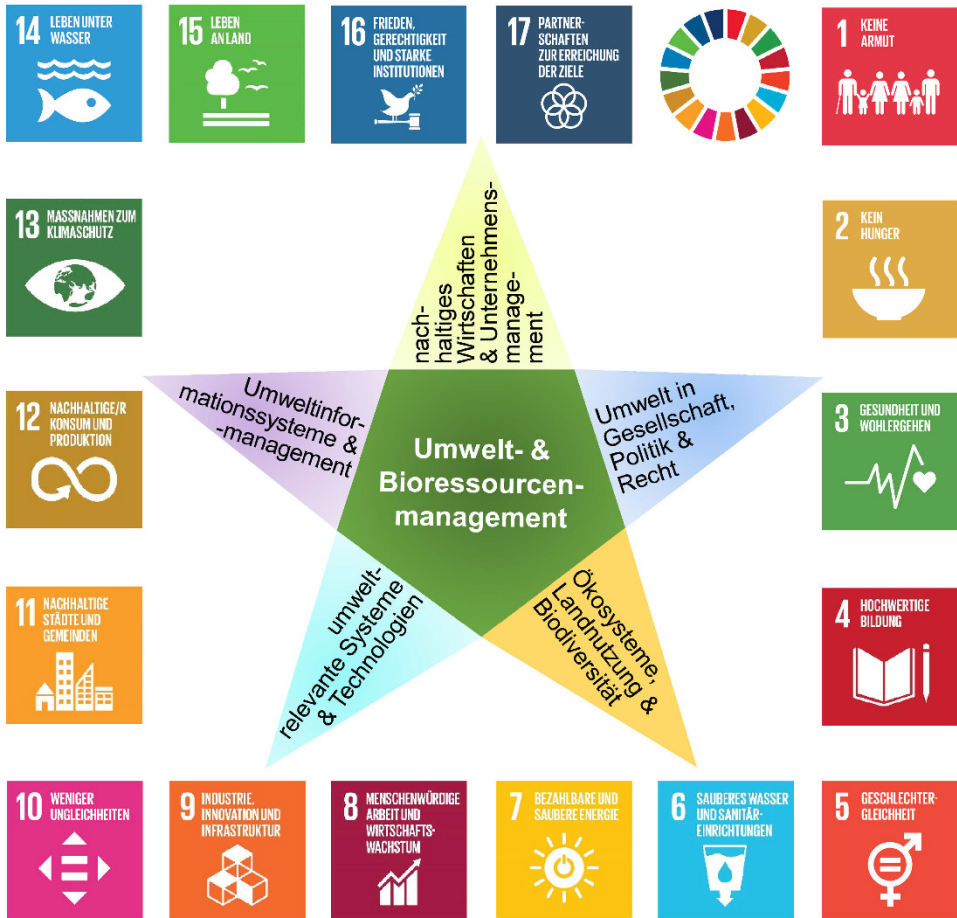 14 LEBEN UNTER
WASSER
15 LEBEN
AN LAND
16 FRIEDEN,
GERECHTIGKEIT
UND STARKE
INSTITUTIONEN
17 PARTNER-
SCHAFTEN
ZUR ERREICHUNG
DER ZIELE
1 KEINE
ARMUT
13 MASSNAHMEN ZUM
KLIMASCHUTZ
2 KEIN
HUNGER
12 NACHHALTIGE/R
KONSUM UND
PRODUKTION
3 GESUNDHEIT UND
WOHLERGEHEN
11 NACHHALTIGE
STÄDTE UND
GEMEINDEN
4 HOCHWERTIGE
BILDUNG
10 WENIGER
UNGLEICHHEITEN
9 INDUSTRIE,
INNOVATION UND
INFRASTRUKTUR
8 MENSCHENWÜRDIGE
ARBEIT UND
WIRTSCHAFTS-
WACHSTUM
7 BEZAHLBARE UND
SAUBERE ENERGIE
6 SAUBERES WASSER
UND SANITÄR-
EINRICHTUNGEN
5 GESCHLECHTER-
GLEICHHEIT
nach-
haltiges
Wirtschaften
& Unternehmens-
manage-
ment
Umweltinfor-
mationssysteme &
-management
Umwelt in
Gesellschaft,
Politik &
Recht
Umwelt- &
Bioressourcen-
management
umwelt-
relevante Systeme
& Technologien
Ökosysteme,
Landnutzung &
Biodiversität